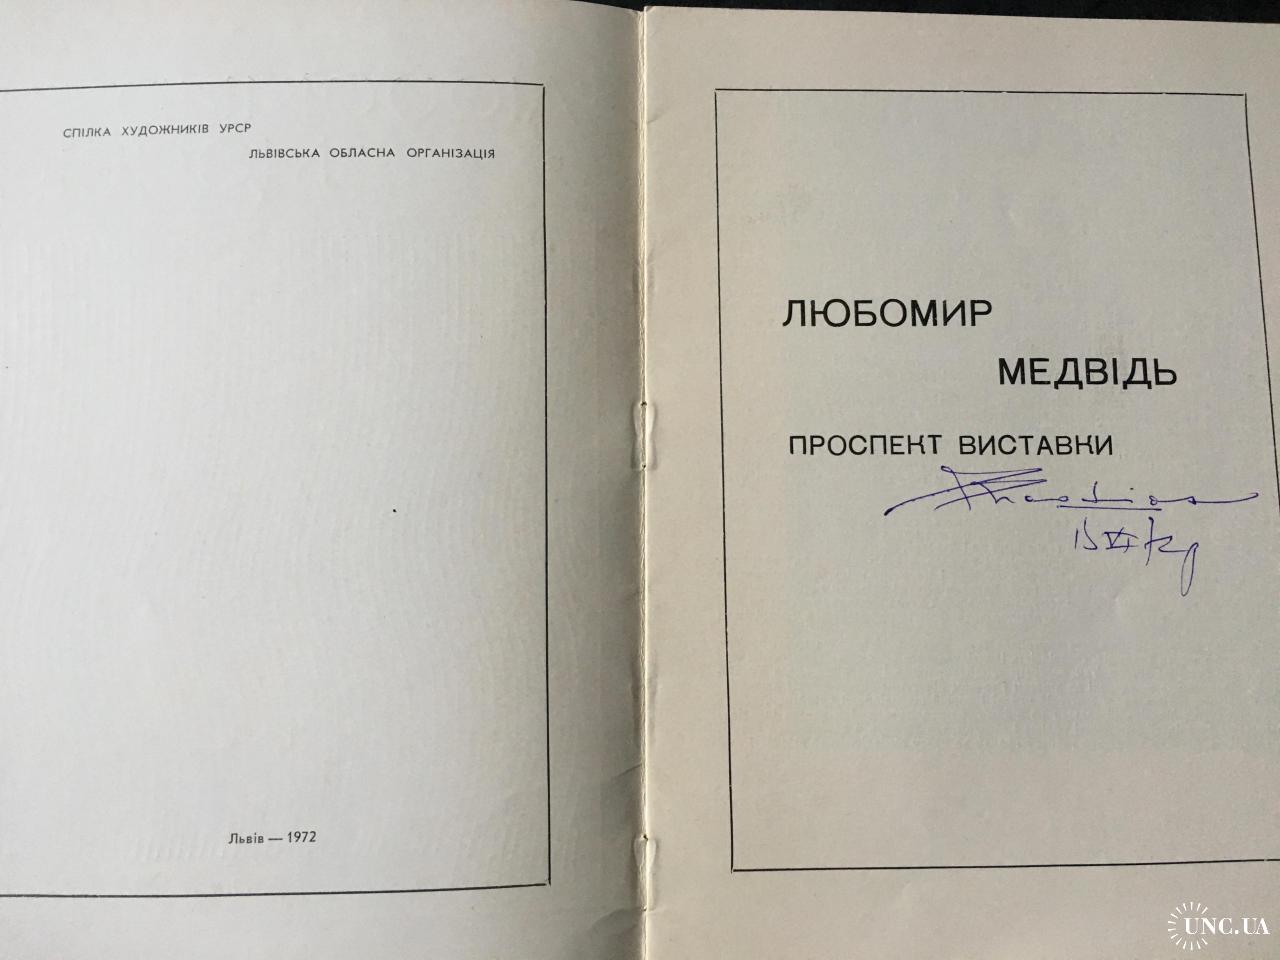 СПІЛКА ХУДОЖНИКІВ УРСР
ЛЬВІВСЬКА ОБЛАСНА ОРГАНІЗАЦІЯ
Львів — 1972
ЛЮБОМИР
МЕДВІДЬ
ПРОСПЕКТ ВИСТАВКИ
UNC.UA